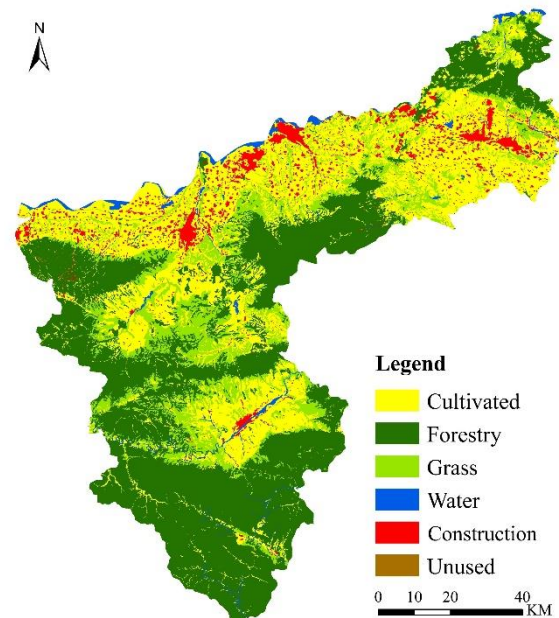 N
Legend
Cultivated
Forestry
Grass
Water
Construction
Unused
0 10 20 40
KM